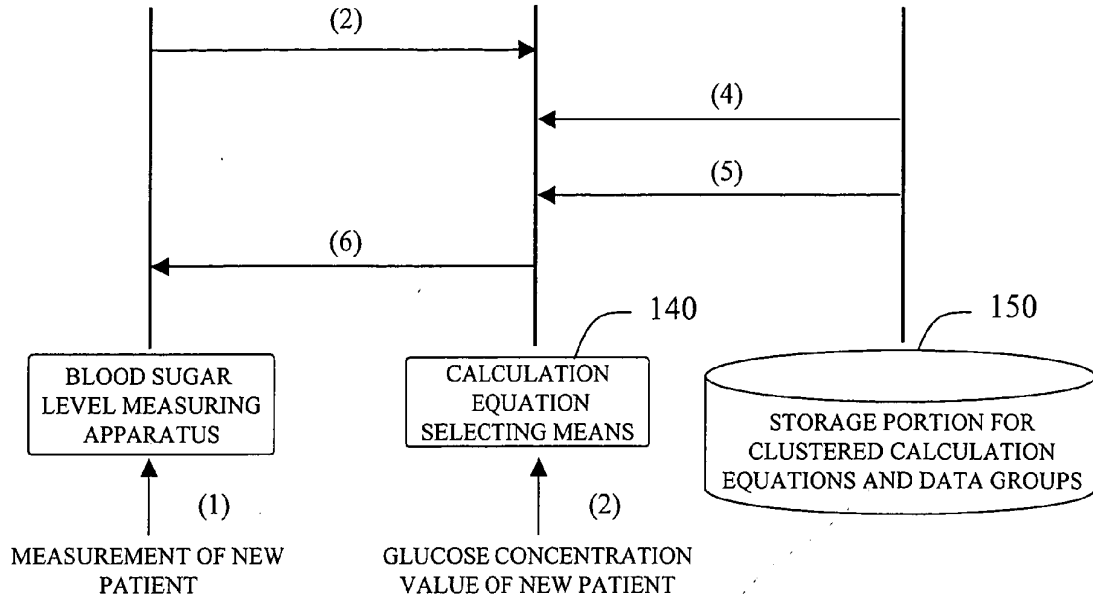 (2)
(4)
(5)
(6)
140
150
BLOOD SUGAR
LEVEL MEASURING
APPARATUS
CALCULATION
EQUATION
SELECTING MEANS
STORAGE PORTION FOR
CLUSTERED CALCULATION
EQUATIONS AND DATA GROUPS
(1)
(2)
MEASUREMENT OF NEW
PATIENT
GLUCOSE CONCENTRATION
VALUE OF NEW PATIENT